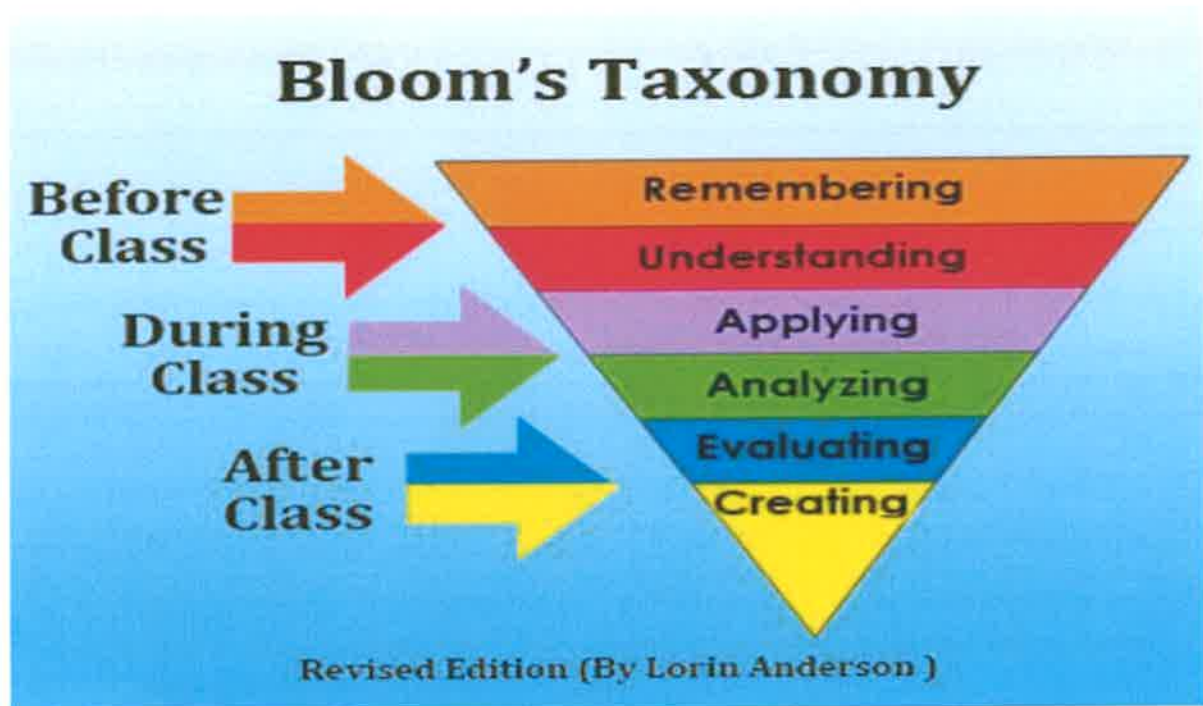 Bloom's Taxonomy
Before
Class
During
Class
After
Class
Remembering
Understanding
Applying
Analyzing
Evaluating
Creating
Revised Edition (By Lorin Anderson )